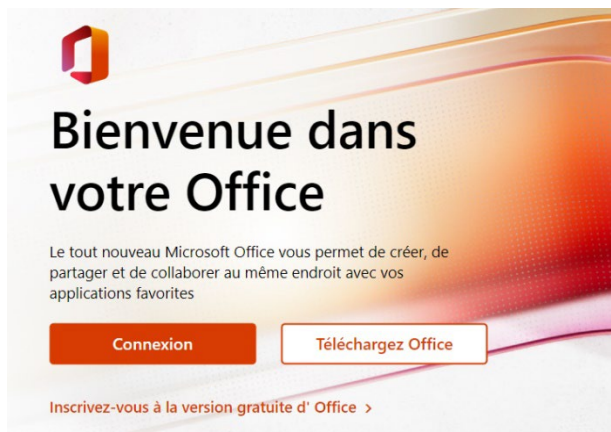 Bienvenue dans
votre Office
Le tout nouveau Microsoft Office vous permet de créer, de
partager et de collaborer au même endroit avec vos
applications favorites
Connexion
Téléchargez Office
Inscrivez-vous à la version gratuite d' Office >